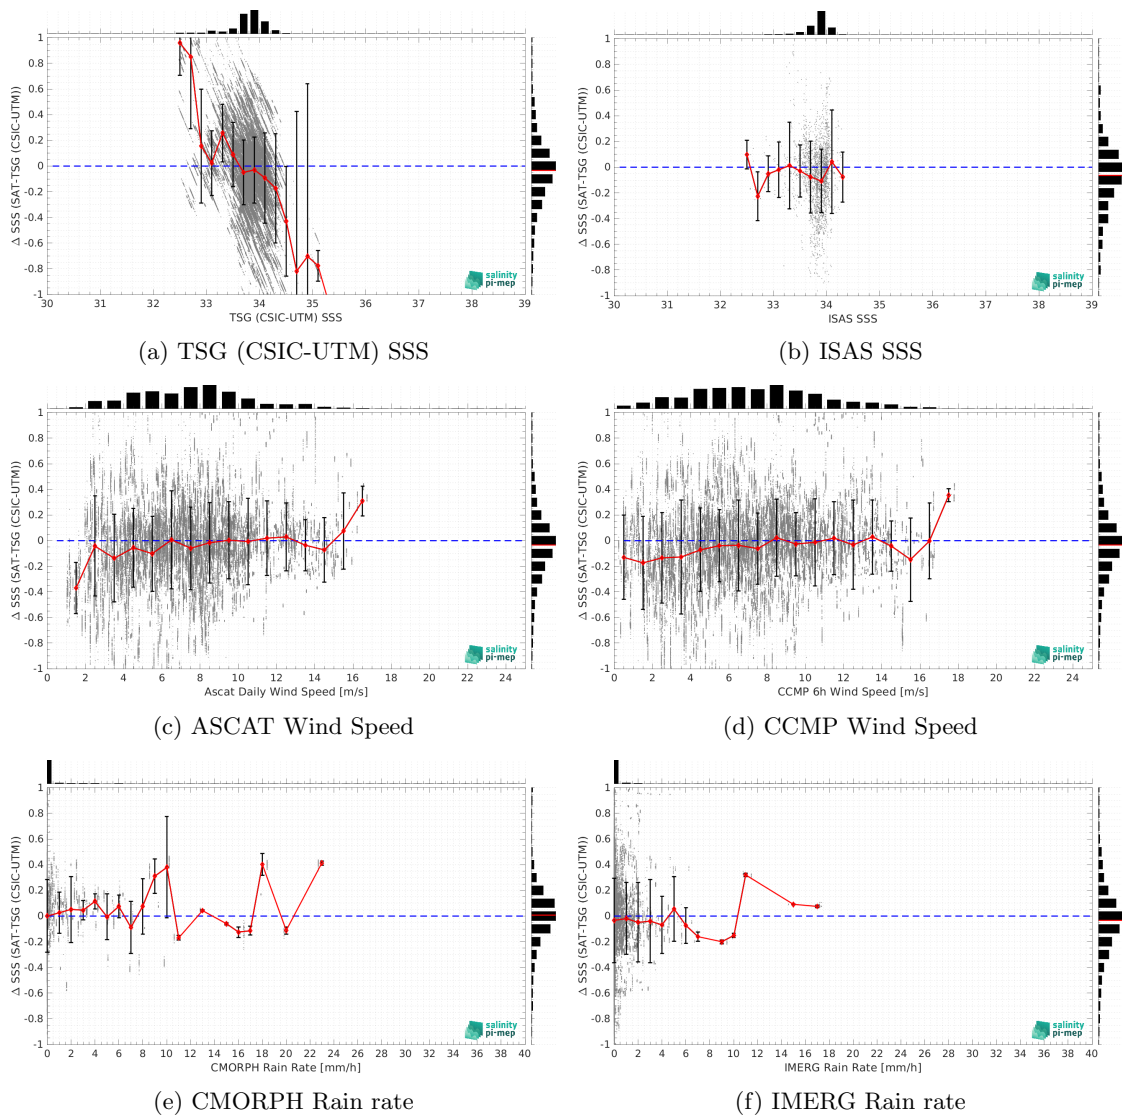 1
0.8
0.6
0.4
0.2
0
-0.2
-0.4
-0.6
-0.8
-1
Δ SSS (SAT-TSG (CSIC-UTM))
30 31 32 33 34 35 36 37 38 39
TSG (CSIC-UTM) SSS
salinity
pi-mep
(a) TSG (CSIC-UTM) SSS
1
0.8
0.6
0.4
0.2
0
-0.2
-0.4
-0.6
-0.8
-1
Δ SSS (SAT-TSG (CSIC-UTM))
30 31 32 33 34 35 36 37 38 39
ISAS SSS
salinity
pi-mep
(b) ISAS SSS
1
0.8
0.6
0.4
0.2
0
-0.2
-0.4
-0.6
-0.8
-1
Δ SSS (SAT-TSG (CSIC-UTM))
0 2 4 6 8 10 12 14 16 18 20 22 24
Ascat Daily Wind Speed [m/s]
salinity
pi-mep
(c) ASCAT Wind Speed
1
0.8
0.6
0.4
0.2
0
-0.2
-0.4
-0.6
-0.8
-1
Δ SSS (SAT-TSG (CSIC-UTM))
0 2 4 6 8 10 12 14 16 18 20 22 24
CCMP 6h Wind Speed [m/s]
salinity
pi-mep
(d) CCMP Wind Speed
1
0.8
0.6
0.4
0.2
0
-0.2
-0.4
-0.6
-0.8
-1
Δ SSS (SAT-TSG (CSIC-UTM))
0 2 4 6 8 10 12 14 16 18 20 22 24 26 28 30 32 34 36 38 40
CMORPH Rain Rate [mm/h]
salinity
pi-mep
(e) CMORPH Rain rate
1
0.8
0.6
0.4
0.2
0
-0.2
-0.4
-0.6
-0.8
-1
Δ SSS (SAT-TSG (CSIC-UTM))
0 2 4 6 8 10 12 14 16 18 20 22 24 26 28 30 32 34 36 38 40
IMERG Rain Rate [mm/h]
salinity
pi-mep
(f) IMERG Rain rate